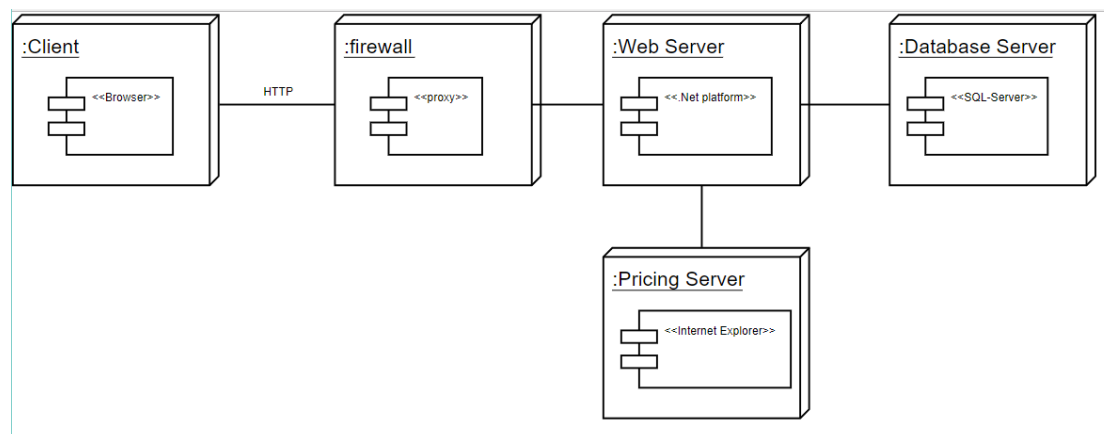 :Client
<<Browser>>
HTTP
:firewall
<<proxy>>
:Web Server
<<.Net platform>>
:Database Server
<<SQL-Server>>
:Pricing Server
<<Internet Explorer>>